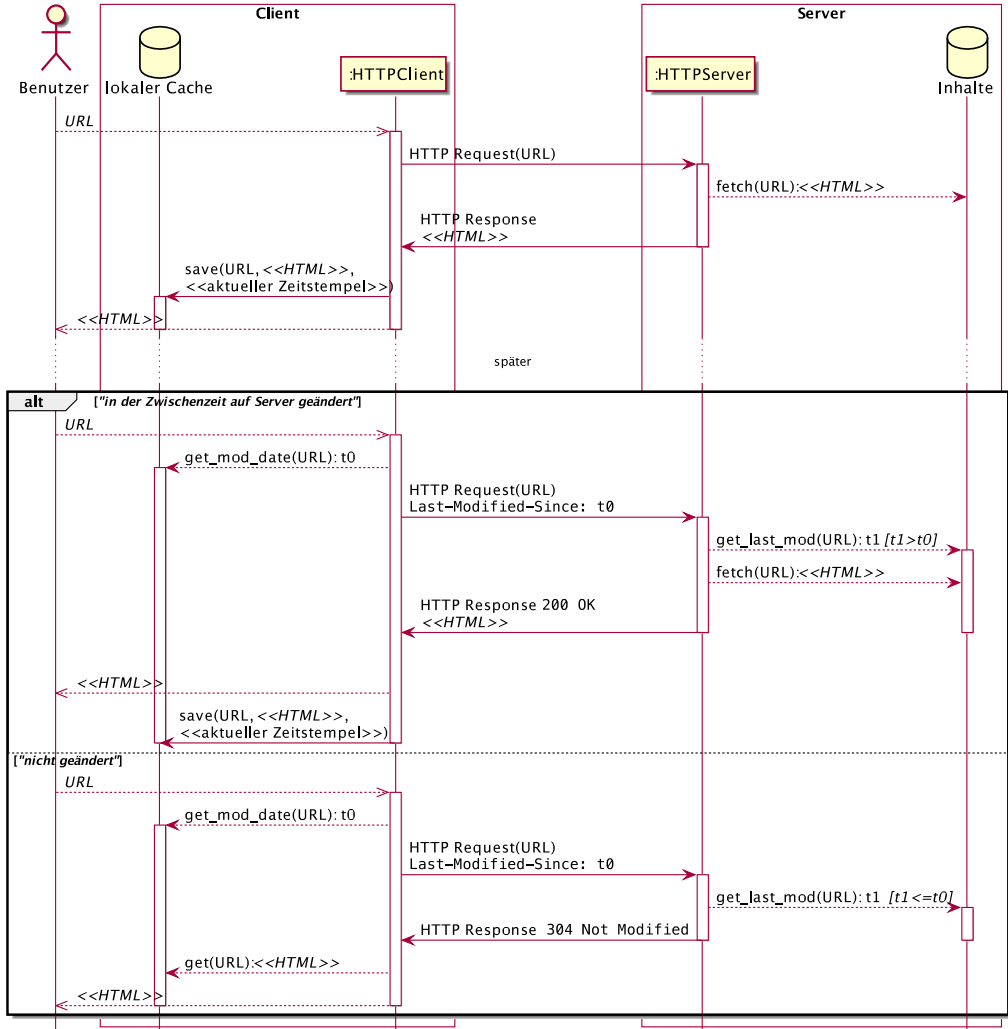 Client
Server
Benutzer
lokaler Cache
:HTTPClient
:HTTPServer
Inhalte
URL
HTTP Request(URL)
fetch(URL):<<HTML>>
HTTP Response
<<HTML>>
save(URL, <<HTML>>,
<<aktueller Zeitstempel>>)
<<HTML>>
später
alt
["in der Zwischenzeit auf Server geändert"]
URL
get_mod_date(URL): t0
HTTP Request(URL)
Last-Modified-Since: t0
get_last_mod(URL): t1 [t1>t0]
fetch(URL):<<HTML>>
HTTP Response 200 OK
<<HTML>>
<<HTML>>
save(URL, <<HTML>>,
<<aktueller Zeitstempel>>)
["nicht geändert"]
URL
get_mod_date(URL): t0
HTTP Request(URL)
Last-Modified-Since: t0
get_last_mod(URL): t1 [t1<=t0]
HTTP Response 304 Not Modified
get(URL):<<HTML>>
<<HTML>>